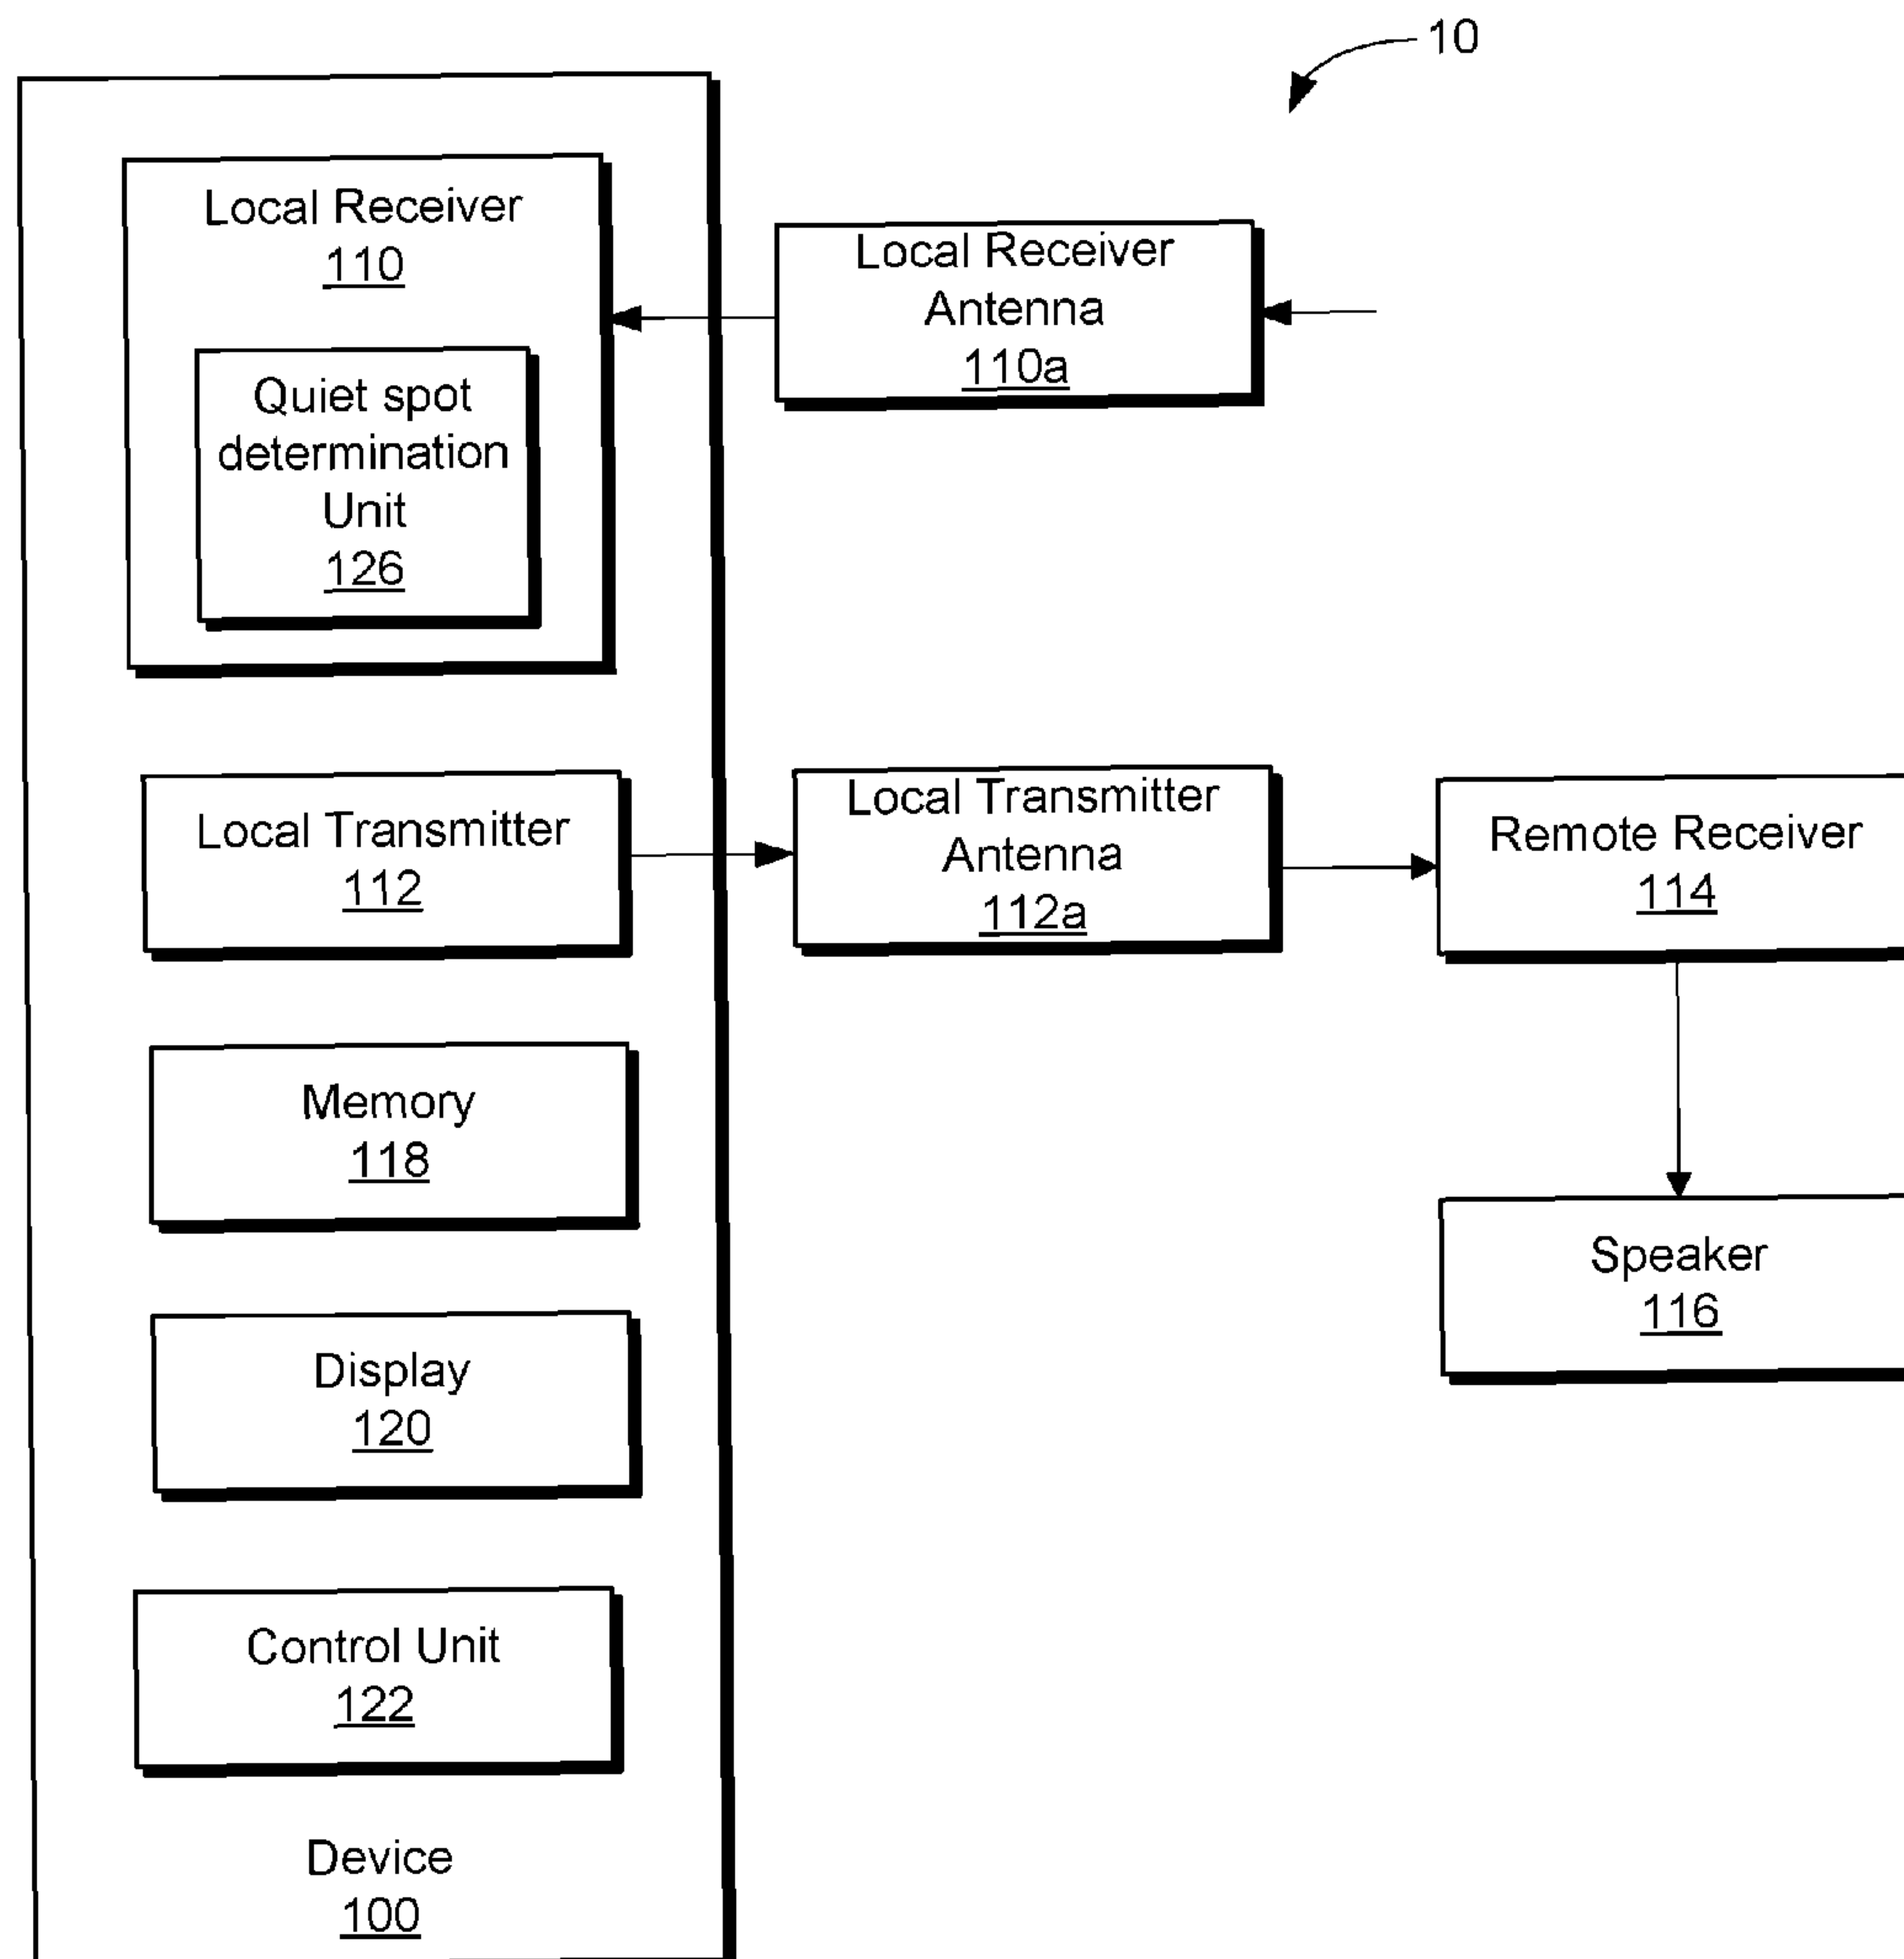 10
Local Receiver
110
Quiet spot
determination
Unit
126
Local Receiver
Antenna
110a
Local Transmitter
112
Local Transmitter
Antenna
112a
Remote Receiver
114
Memory
118
Speaker
116
Display
120
Control Unit
122
Device
100